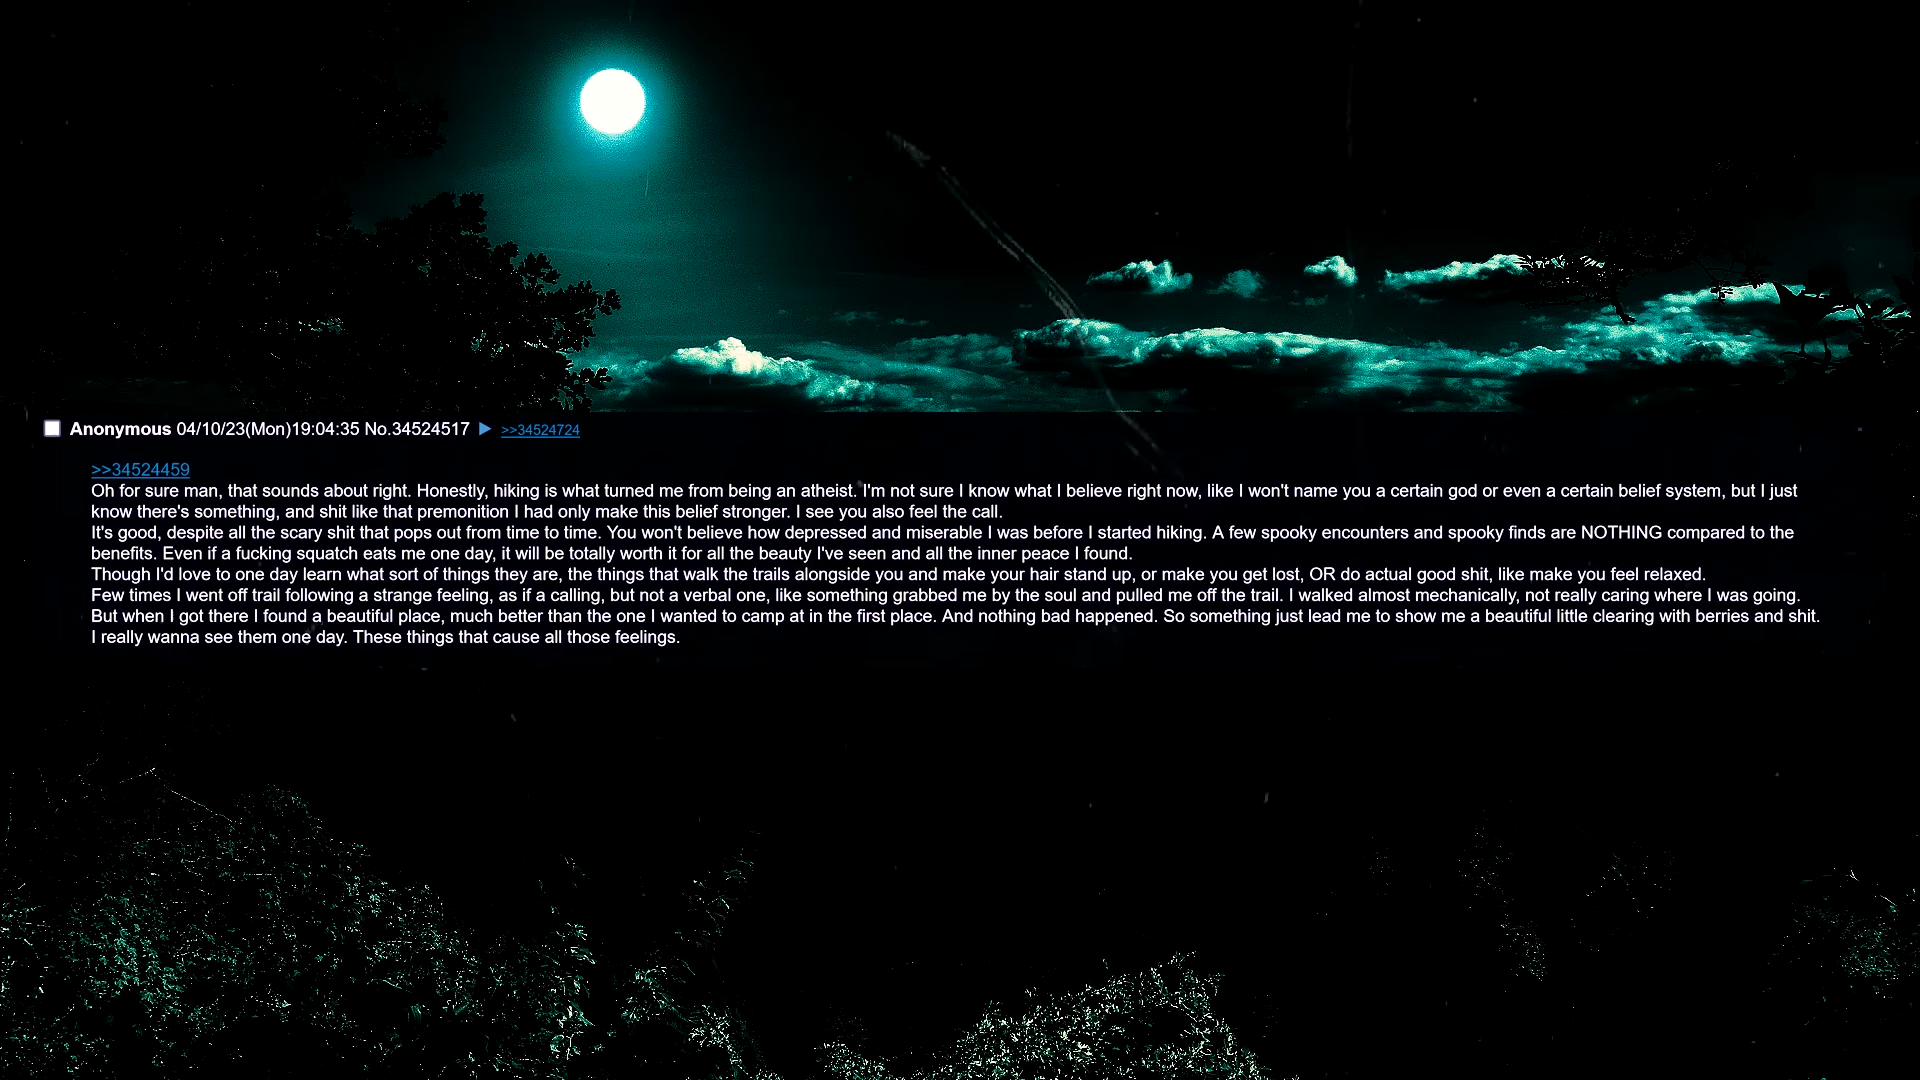 Anonymous 04/10/23(Mon)19:04:35 No.34524517 ▶ >>34524724
>>34524459
Oh for sure man, that sounds about right. Honestly, hiking is what turned me from being an atheist. I'm not sure I know what I believe right now, like I won't name you a certain god or even a certain belief system, but I just
know there's something, and shit like that premonition I had only make this belief stronger. I see you also feel the call.
It's good, despite all the scary shit that pops out from time to time. You won't believe how depressed and miserable I was before I started hiking. A few spooky encounters and spooky finds are NOTHING compared to the
benefits. Even if a fucking squatch eats me one day, it will be totally worth it for all the beauty I've seen and all the inner peace I found.
Though I'd love to one day learn what sort of things they are, the things that walk the trails alongside you and make your hair stand up, or make you get lost, OR do actual good shit, like make you feel relaxed.
Few times I went off trail following a strange feeling, as if a calling, but not a verbal one, like something grabbed me by the soul and pulled me off the trail. I walked almost mechanically, not really caring where I was going.
But when I got there I found a beautiful place, much better than the one I wanted to camp at in the first place. And nothing bad happened. So something just lead me to show me a beautiful little clearing with berries and shit.
I really wanna see them one day. These things that cause all those feelings.